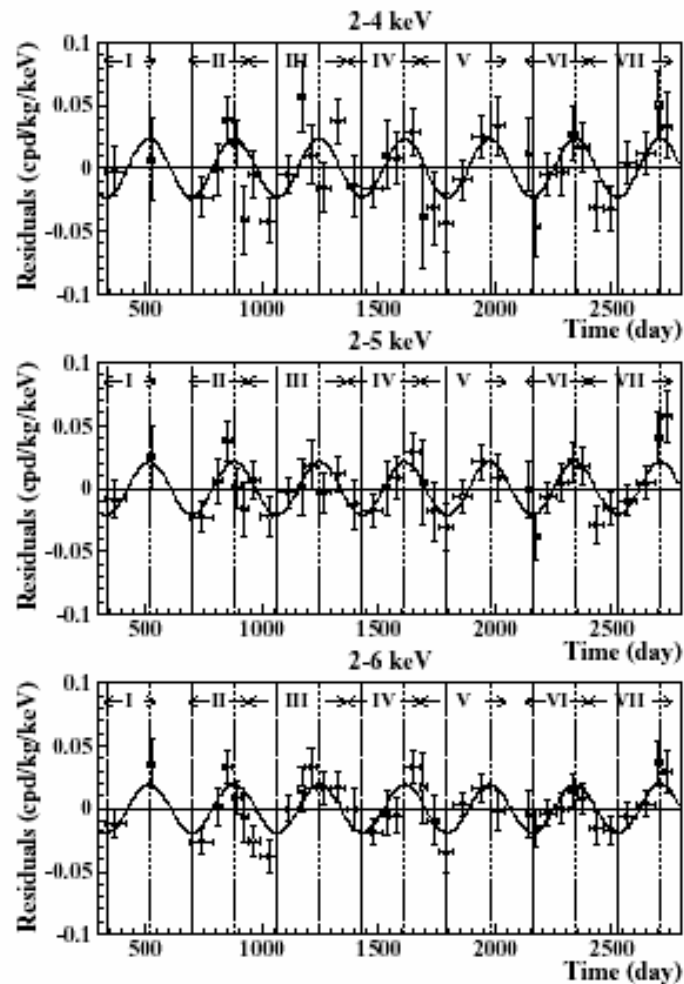 2-4 keV
Residuals (cpd/kg/keV)
0.1
0.05
0
-0.05
-0.1
I II III IV V VI VII
500 1000 1500 2000 2500
Time (day)
2-5 keV
Residuals (cpd/kg/keV)
0.1
0.05
0
-0.05
-0.1
I II III IV V VI VII
500 1000 1500 2000 2500
Time (day)
2-6 keV
Residuals (cpd/kg/keV)
0.1
0.05
0
-0.05
-0.1
I II III IV V VI VII
500 1000 1500 2000 2500
Time (day)